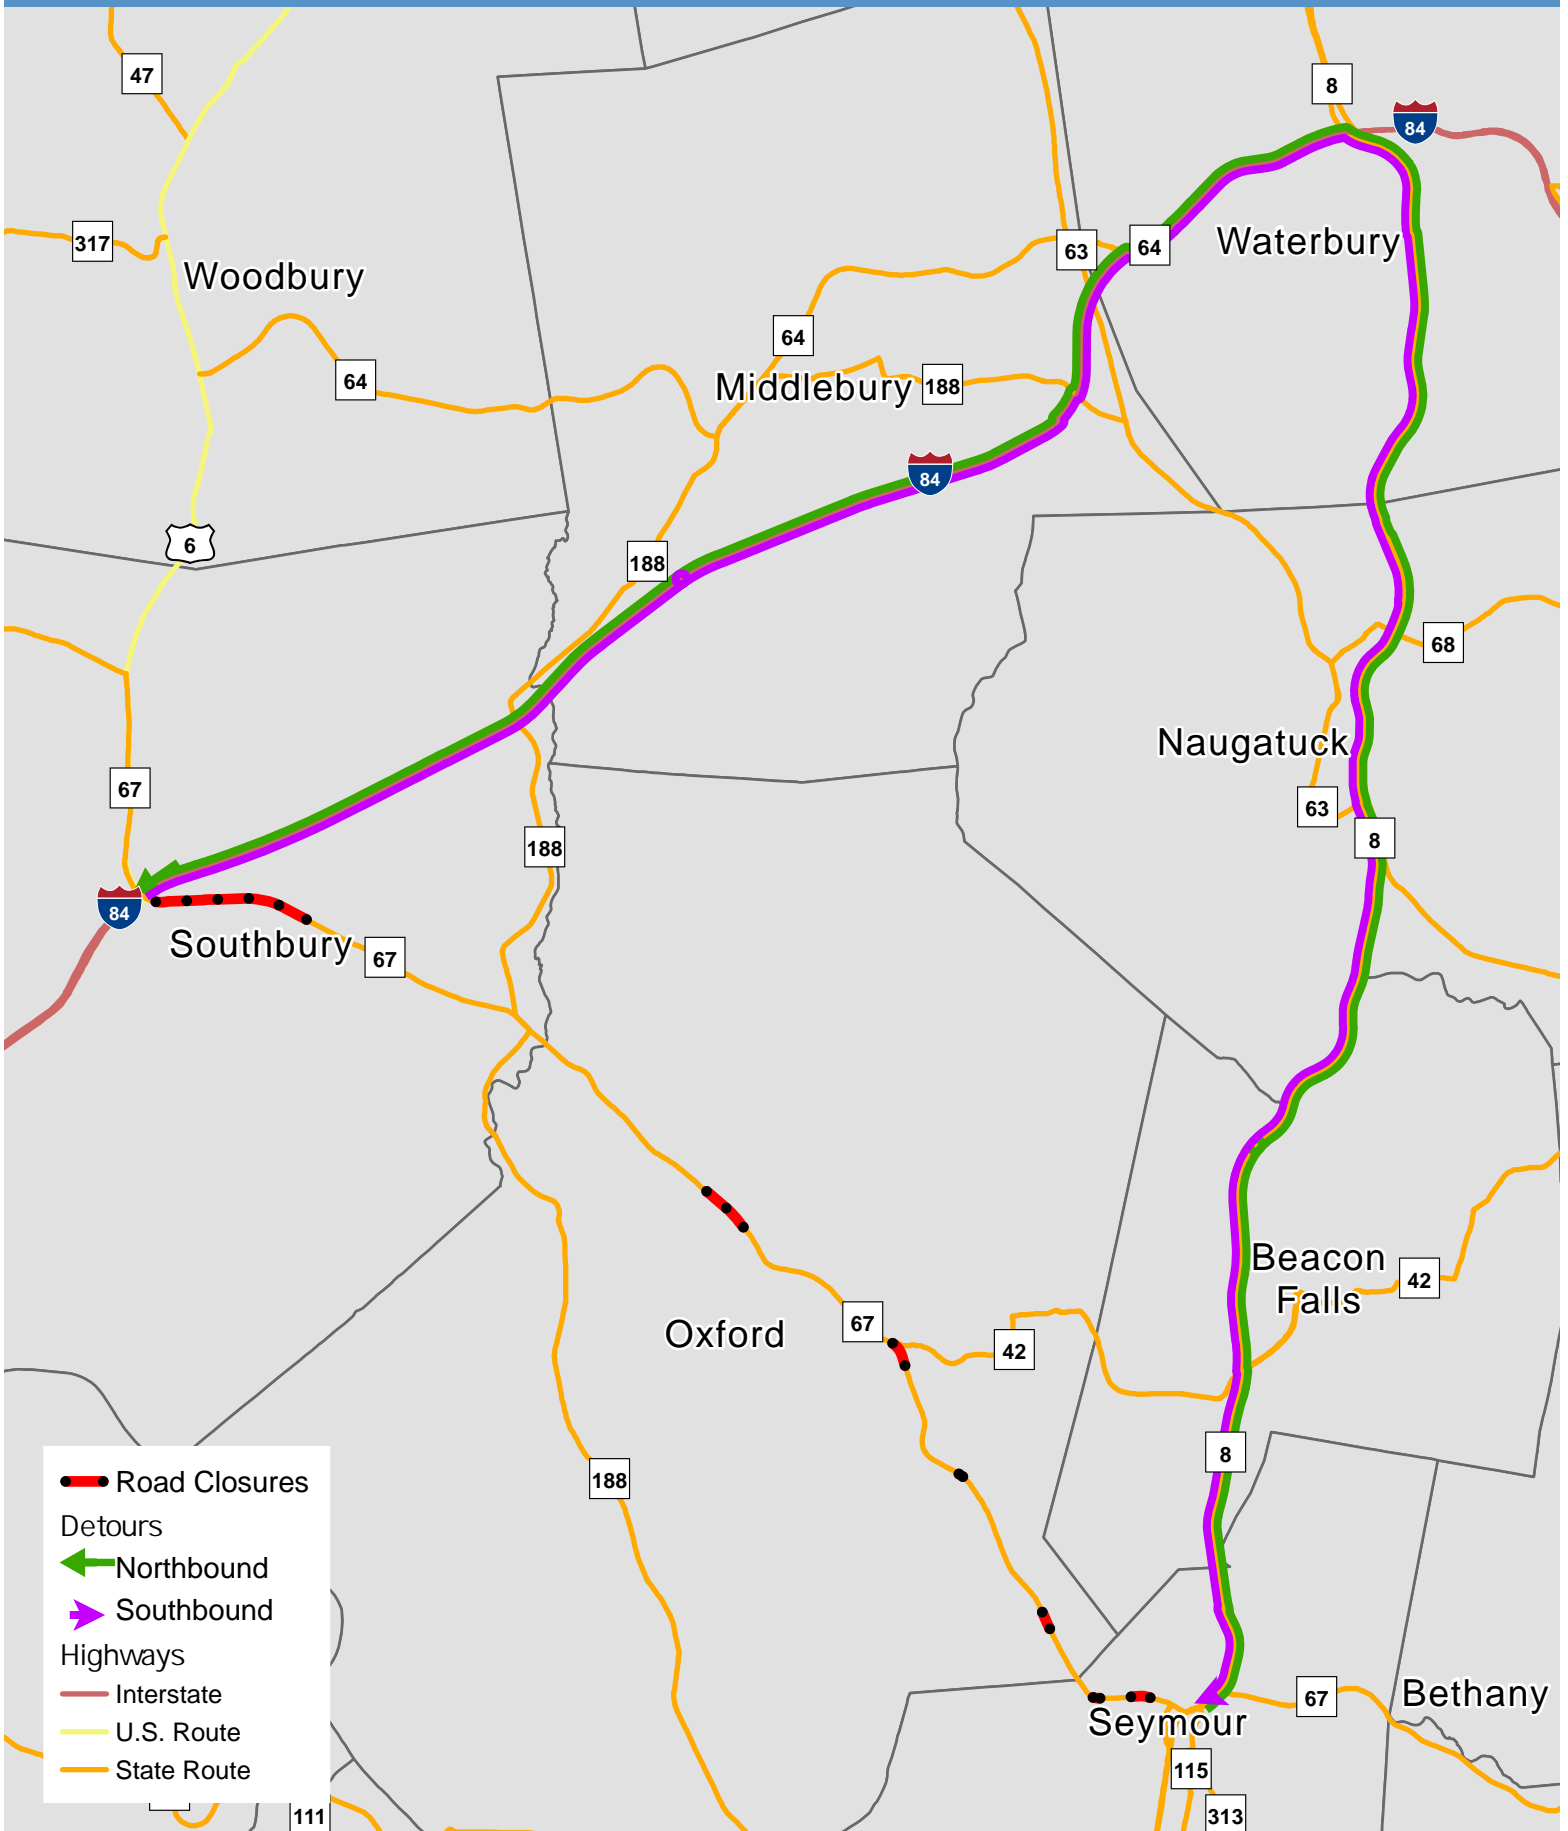 47
8
84
317
Woodbury
63
64
Waterbury
64
64
Middlebury
188
84
6
188
68
67
Naugatuck
63
8
188
84
Southbury
67
Beacon
Falls
42
67
Oxford
42
8
188
Road Closures
Detours
Northbound
Southbound
Highways
Interstate
U.S. Route
State Route
67
Bethany
Seymour
115
111
313